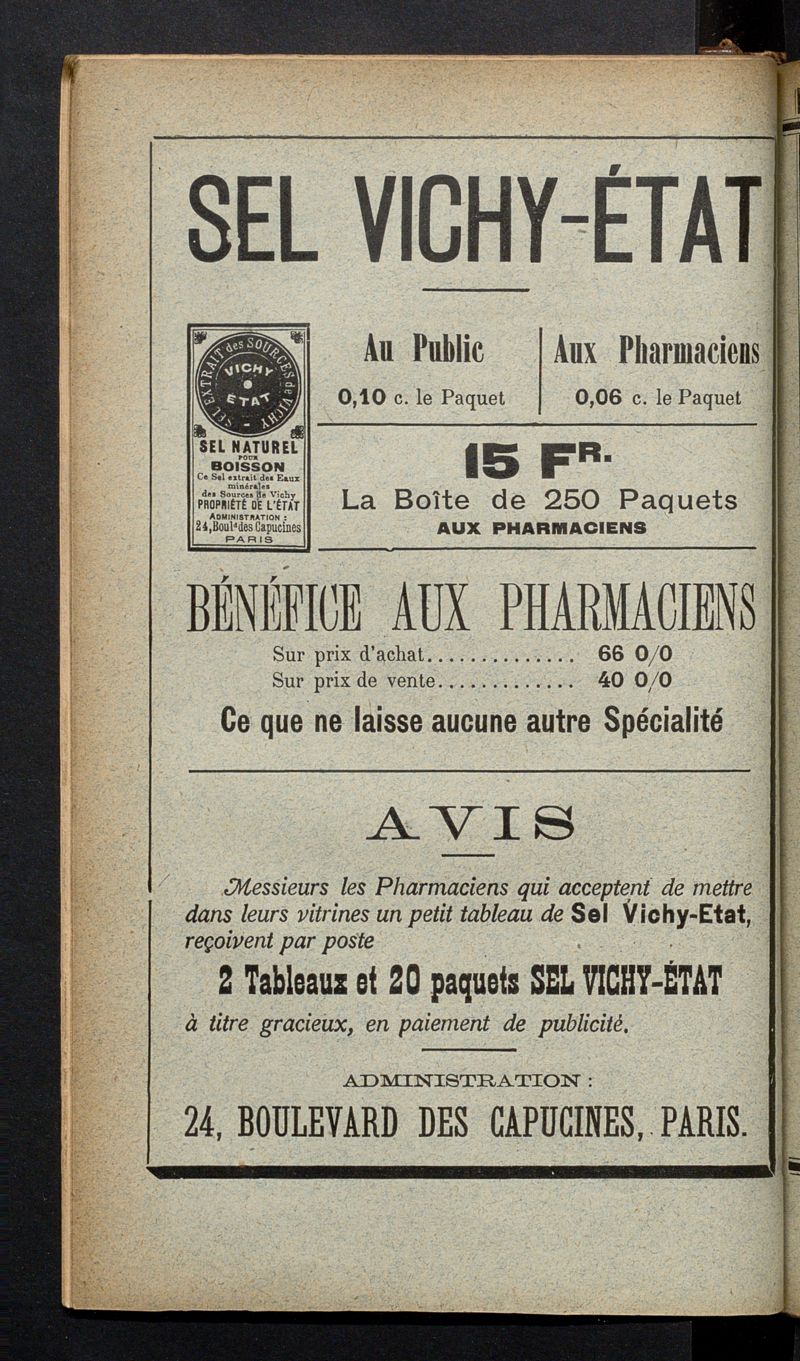 SEL VICHY-ÉTAT
SEL EXTRAIT des SOURCES de VICHY
VICHY
ÉTAT
SEL NATUREL
POUR
BOISSON
Ce Sel extrait des Eaux
minérales
des Sources de Vichy
PROPRIÉTÉ DE L'ÉTAT
ADMINISTRATION :
24, Bould des Capucines
PARIS
Au Public
0,10 c. le Paquet
Aux Pharmaciens
0,06 c. le Paquet
15 FR.
La Boîte de 250 Paquets
AUX PHARMACIENS
BÉNÉFICE AUX PHARMACIENS
Sur prix d'achat.............. 66 0/0
Sur prix de vente............. 40 0/0
Ce que ne laisse aucune autre Spécialité
AVIS
Messieurs les Pharmaciens qui acceptent de mettre
dans leurs vitrines un petit tableau de Sel Vichy-Etat,
reçoivent par poste
2 Tableaux et 20 paquets SEL VICHY-ÉTAT
à titre gracieux, en paiement de publicité.
ADMINISTRATION :
24, BOULEVARD DES CAPUCINES, PARIS.